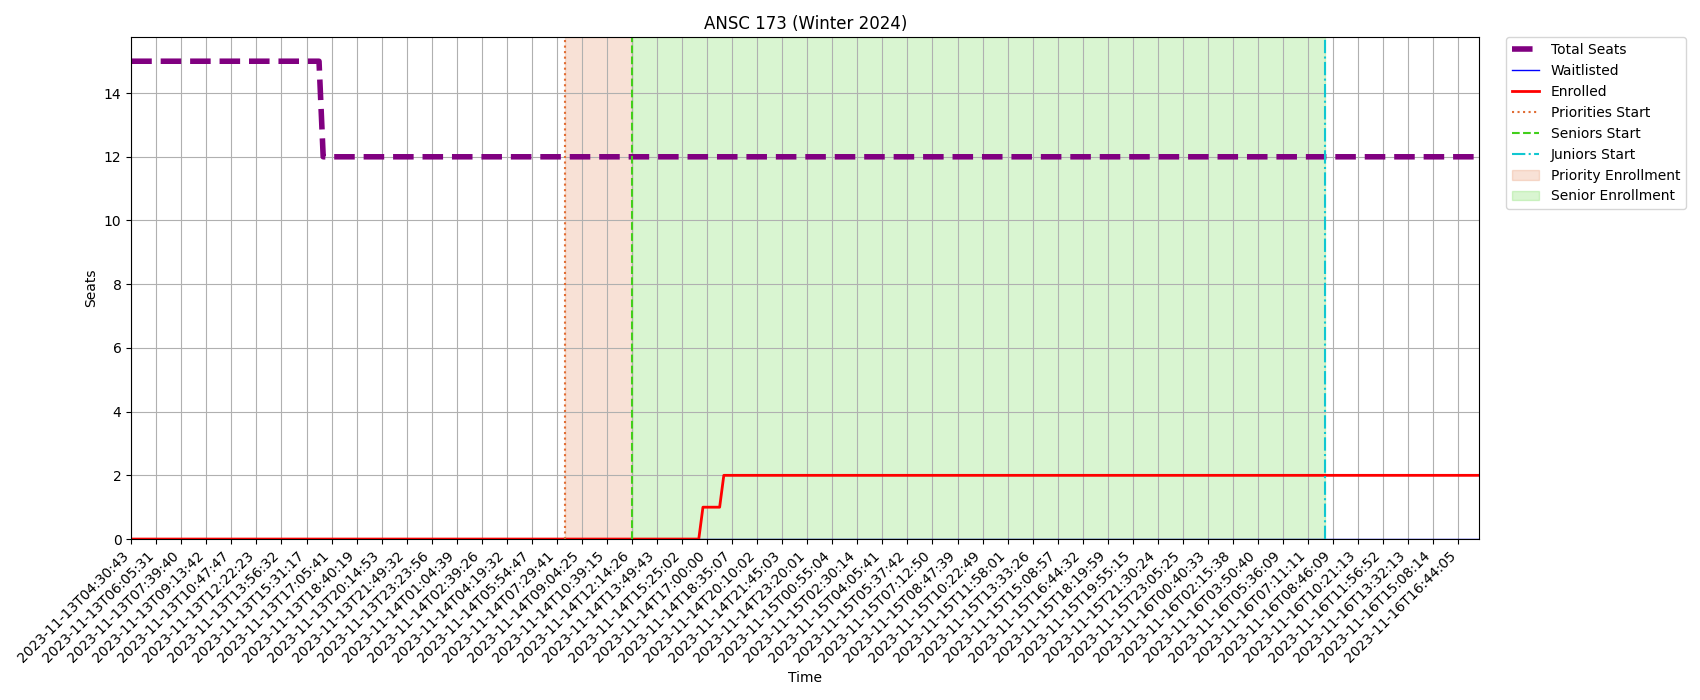 ANSC 173 (Winter 2024)
Total Seats
Waitlisted
Enrolled
Priorities Start
Seniors Start
Juniors Start
Priority Enrollment
Senior Enrollment
Seats
14
12
10
8
6
4
2
0
2023-11-13T04:30:43
2023-11-13T06:05:31
2023-11-13T07:39:40
2023-11-13T09:13:42
2023-11-13T10:47:47
2023-11-13T12:22:23
2023-11-13T13:56:32
2023-11-13T15:31:17
2023-11-13T17:05:41
2023-11-13T18:40:19
2023-11-13T20:14:53
2023-11-13T21:49:32
2023-11-13T23:23:56
2023-11-14T01:04:39
2023-11-14T02:39:26
2023-11-14T04:19:32
2023-11-14T05:54:47
2023-11-14T07:29:41
2023-11-14T09:04:25
2023-11-14T10:39:15
2023-11-14T12:14:26
2023-11-14T13:49:43
2023-11-14T15:25:02
2023-11-14T17:00:00
2023-11-14T18:35:07
2023-11-14T20:10:02
2023-11-14T21:45:03
2023-11-14T23:20:01
2023-11-15T00:55:04
2023-11-15T02:30:14
2023-11-15T04:05:41
2023-11-15T05:37:42
2023-11-15T07:12:50
2023-11-15T08:47:39
2023-11-15T10:22:49
2023-11-15T11:58:01
2023-11-15T13:33:26
2023-11-15T15:08:57
2023-11-15T16:44:32
2023-11-15T18:19:59
2023-11-15T19:55:15
2023-11-15T21:30:24
2023-11-15T23:05:25
2023-11-16T00:40:33
2023-11-16T02:15:38
2023-11-16T03:50:40
2023-11-16T05:36:09
2023-11-16T07:11:11
2023-11-16T08:46:09
2023-11-16T10:21:13
2023-11-16T11:56:52
2023-11-16T13:32:13
2023-11-16T15:08:14
2023-11-16T16:44:05
Time